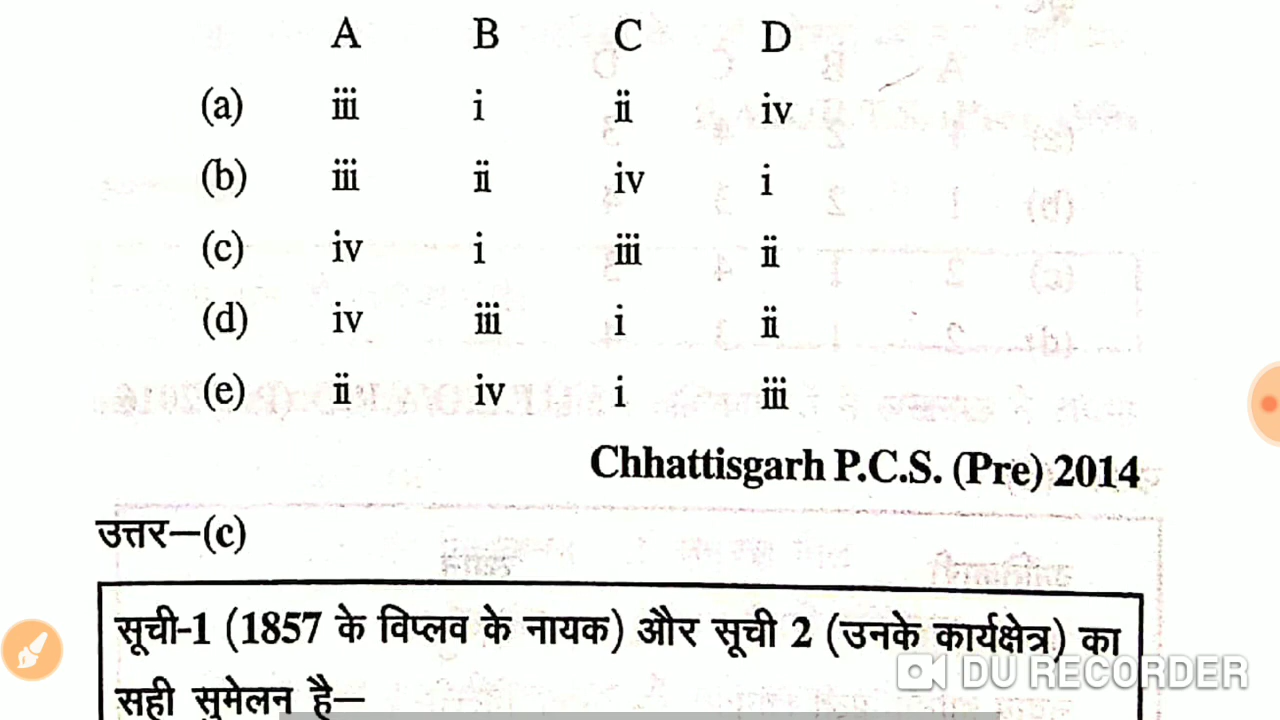 A B C D
(a) iii i ii iv
(b) iii ii iv i
(c) iv i iii ii
(d) iv iii i ii
(e) ii iv i iii
Chhattisgarh P.C.S. (Pre) 2014
उत्तर–(c)
सूची-1 (1857 के विप्लव के नायक) और सूची 2 (उनके कार्यक्षेत्र) का
सही सुमेलन है–
DU RECORDER